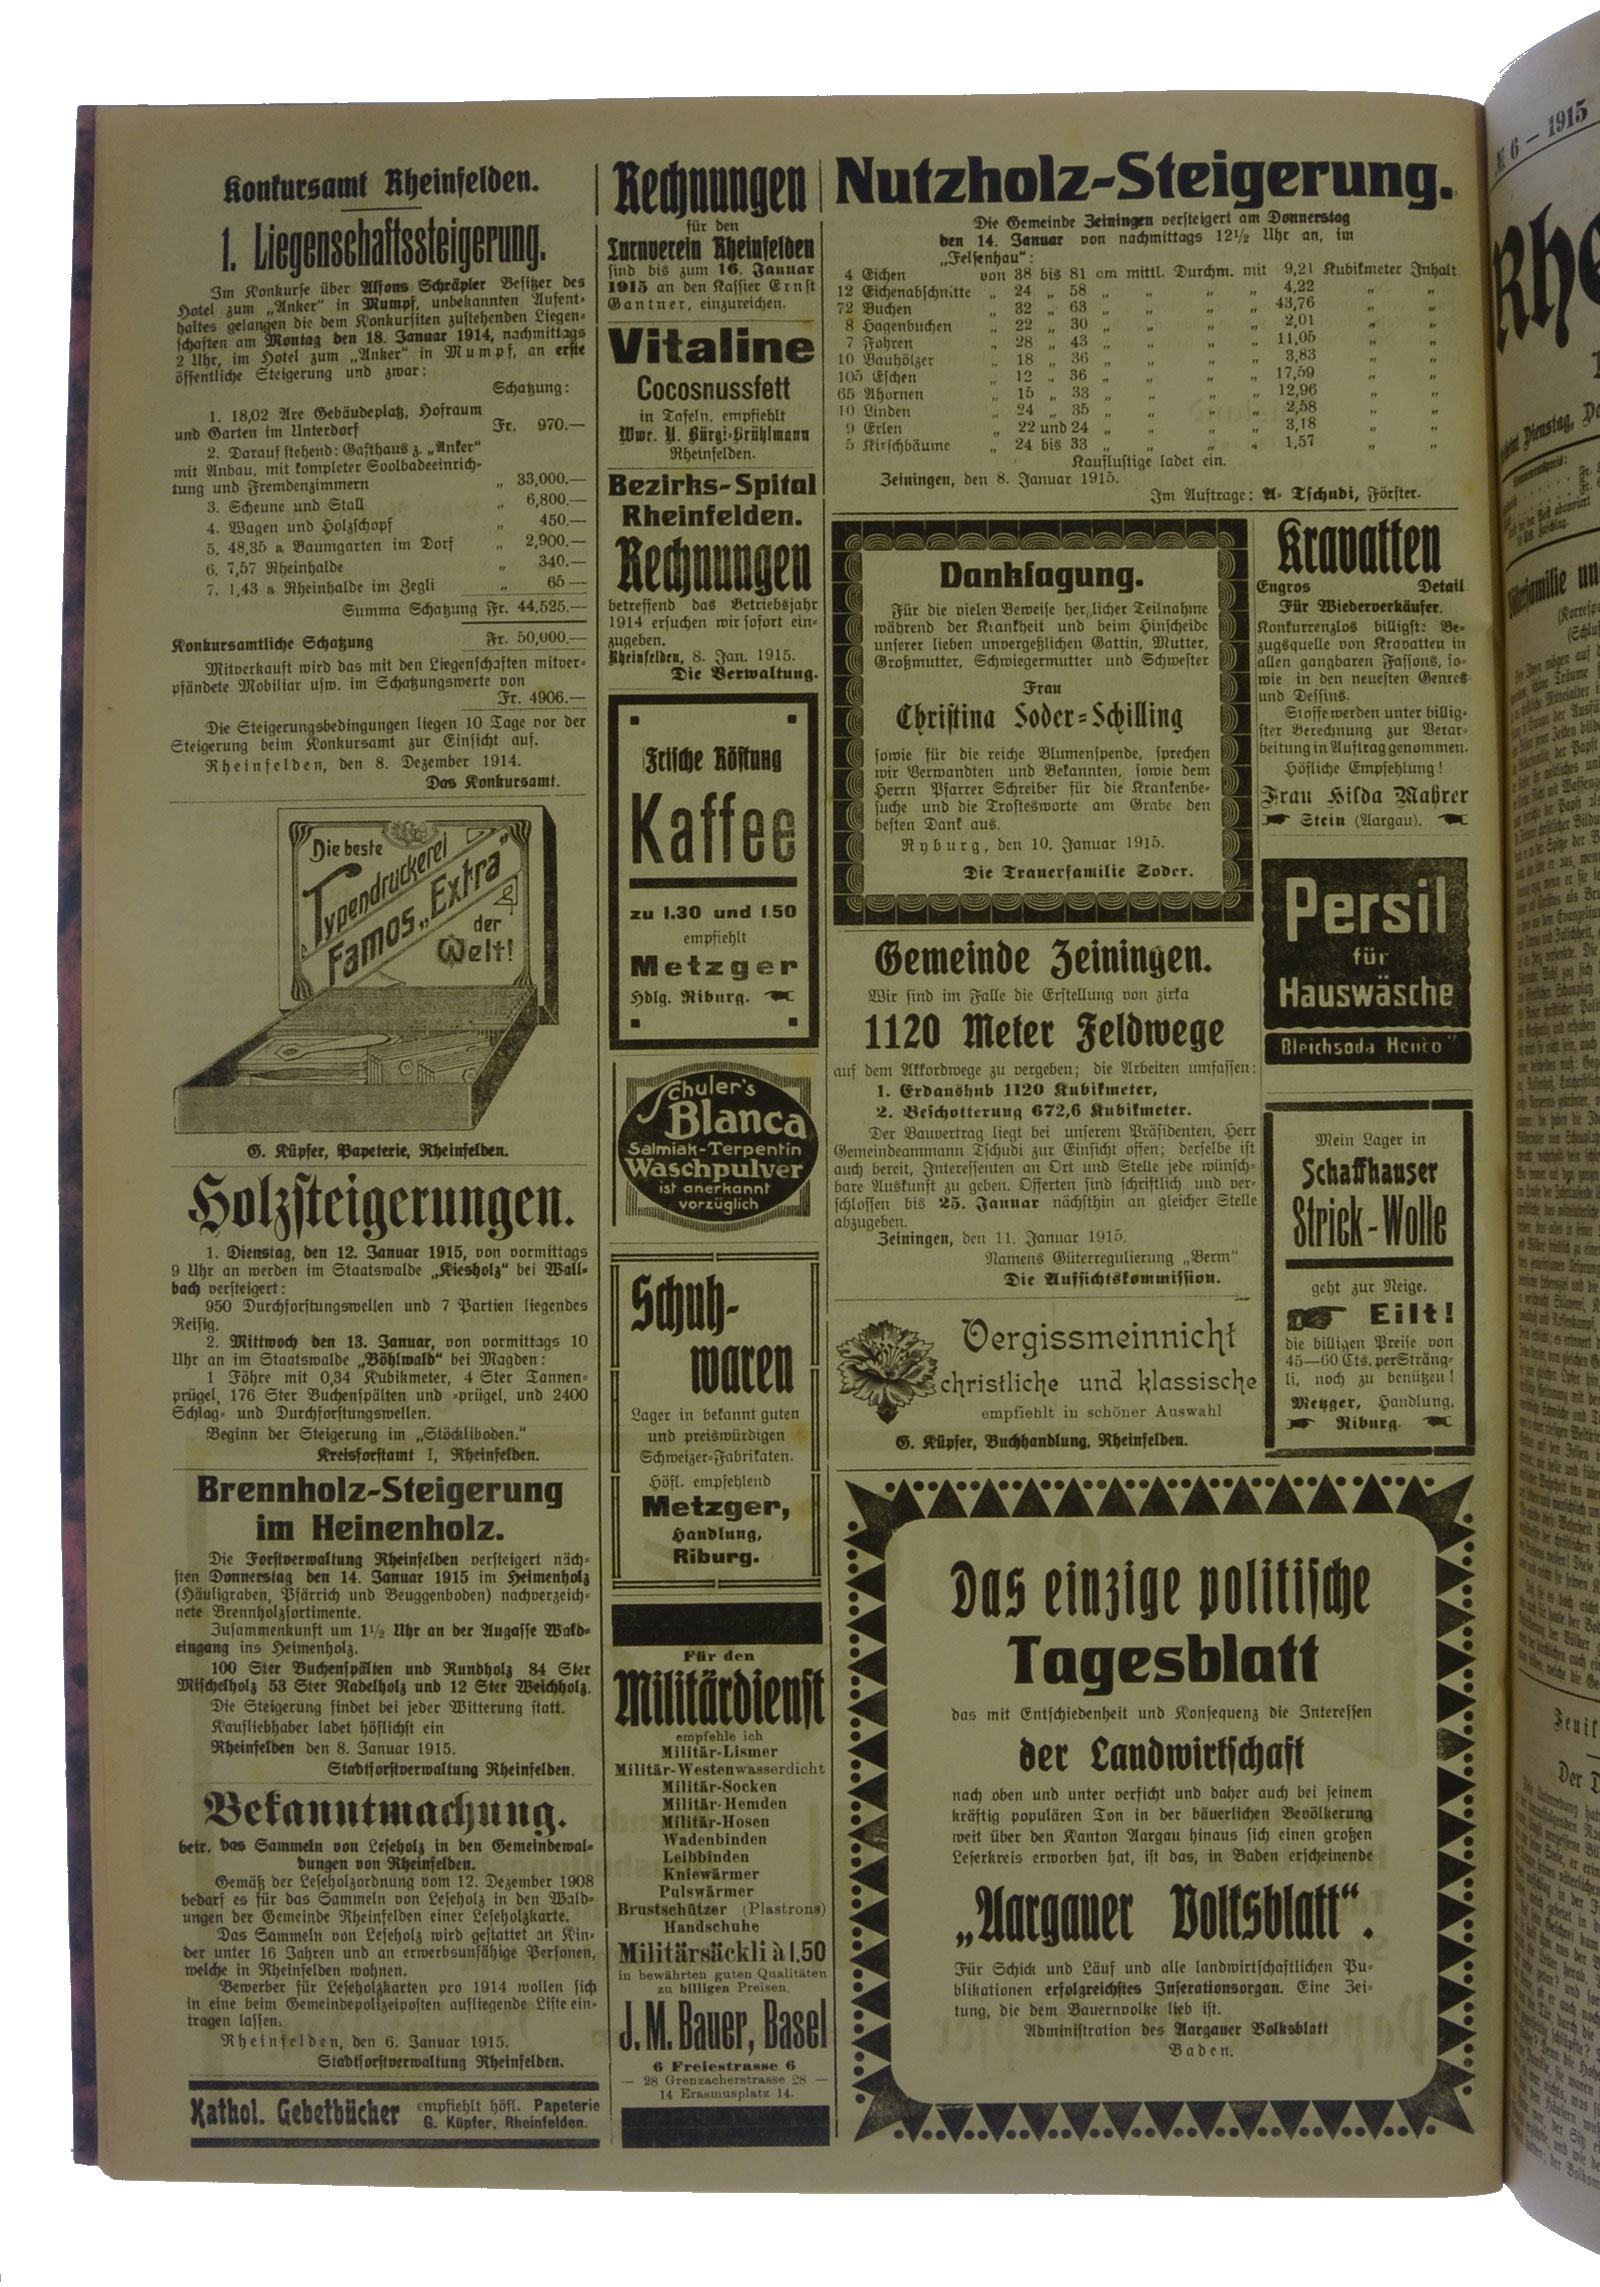 Konkursamt Rheinfelden.
1. Liegenschaftssteigerung.
Im Konkurse über Alfons Schräpler Besitzer des
Hotel zum „Anker" in Mumpf, unbekannten Aufent-
haltes gelangen die dem Konkursiten zustehenden Liegen-
schaften am Montag den 18. Januar 1914, nachmittags
2 Uhr, im Hotel zum „Anker" in Mumpf, an erste
öffentliche Steigerung und zwar:
Schatzung:
1. 18,02 Are Gebäudeplatz, Hofraum
und Garten im Unterdorf Fr. 970.—
2. Darauf stehend: Gasthaus z. „Anker"
mit Anbau, mit kompleter Soolbadeeinrich-
tung und Fremdenzimmern „ 33,000.—
3. Scheune und Stall „ 6,800.—
4. Wagen und Holzschopf „ 450.—
5. 48,35 a Baumgarten im Dorf „ 2,900.—
6. 7,57 Rheinhalde „ 340.—
7. 1,43 a Rheinhalde im Zegli „ 65 —
Summa Schatzung Fr. 44,525.—
Konkursamtliche Schatzung Fr. 50,000.—
Mitverkauft wird das mit den Liegenschaften mitver-
pfändete Mobiliar usw. im Schatzungswerte von
Fr. 4906.—
Die Steigerungsbedingungen liegen 10 Tage vor der
Steigerung beim Konkursamt zur Einsicht auf.
Rheinfelden, den 8. Dezember 1914.
Das Konkursamt.
Die beste
Typendruckerei
Famos „Extra"
der
Welt!
G. Küpfer, Papeterie, Rheinfelden.
Holzsteigerungen.
1. Dienstag, den 12. Januar 1915, von vormittags
9 Uhr an werden im Staatswalde „Kiesholz" bei Wall-
bach versteigert:
950 Durchforstungswellen und 7 Partien liegendes
Reisig.
2. Mittwoch den 13. Januar, von vormittags 10
Uhr an im Staatswalde „Böhlwald" bei Magden:
1 Föhre mit 0,34 Kubikmeter, 4 Ster Tannen-
prügel, 176 Ster Buchenspälten und -prügel, und 2400
Schlag- und Durchforstungswellen.
Beginn der Steigerung im „Stöckliboden."
Kreisforstamt I, Rheinfelden.
Brennholz-Steigerung
im Heinenholz.
Die Forstverwaltung Rheinfelden versteigert näch-
sten Donnerstag den 14. Januar 1915 im Heimenholz
(Häuligraben, Pfärrich und Beuggenboden) nachverzeich-
nete Brennholzsortimente.
Zusammenkunft um 1½ Uhr an der Augasse Wald-
eingang ins Heimenholz.
100 Ster Buchenspälten und Rundholz 84 Ster
Mischelholz 53 Ster Nadelholz und 12 Ster Weichholz.
Die Steigerung findet bei jeder Witterung statt.
Kaufliebhaber ladet höflichst ein
Rheinfelden den 8. Januar 1915.
Stadtforstverwaltung Rheinfelden.
Bekanntmachung.
betr. das Sammeln von Leseholz in den Gemeindewal-
dungen von Rheinfelden.
Gemäß der Leseholzordnung vom 12. Dezember 1908
bedarf es für das Sammeln von Leseholz in den Wald-
ungen der Gemeinde Rheinfelden einer Leseholzkarte.
Das Sammeln von Leseholz wird gestattet an Kin-
der unter 16 Jahren und an erwerbsunfähige Personen,
welche in Rheinfelden wohnen.
Bewerber für Leseholzkarten pro 1914 wollen sich
in eine beim Gemeindepolizeiposten aufliegende Liste ein-
tragen lassen.
Rheinfelden, den 6. Januar 1915.
Stadtforstverwaltung Rheinfelden.
Kathol. Gebetbücher empfiehlt höfl. Papeterie
G. Küpfer, Rheinfelden.
Rechnungen
für den
Turnverein Rheinfelden
sind bis zum 16. Januar
1915 an den Kassier Ernst
Gantner, einzureichen.
Vitaline
Cocosnussfett
in Tafeln, empfiehlt
Wwe. A. Bürgi-Brühlmann
Rheinfelden.
Bezirks-Spital
Rheinfelden.
Rechnungen
betreffend das Betriebsjahr
1914 ersuchen wir sofort ein-
zugeben.
Rheinfelden, 8. Jan. 1915.
Die Verwaltung.
Frische Röstung
Kaffee
zu 1.30 und 1.50
empfiehlt
Metzger
Hdlg. Riburg.
Schuler's
Blanca
Salmiak-Terpentin
Waschpulver
ist anerkannt
vorzüglich
Schuh-
waren
Lager in bekannt guten
und preiswürdigen
Schweizer-Fabrikaten.
Höfl. empfehlend
Metzger,
Handlung,
Riburg.
Für den
Militärdienst
empfehle ich
Militär-Lismer
Militär-Westen wasserdicht
Militär-Socken
Militär-Hemden
Militär-Hosen
Wadenbinden
Leibbinden
Kniewärmer
Pulswärmer
Brustschützer (Plastrons)
Handschuhe
Militärsäckli à 1.50
in bewährten guten Qualitäten
zu billigen Preisen.
J. M. Bauer, Basel
6 Freiestrasse 6
— 28 Grenzacherstrasse 28 —
14 Erasmusplatz 14.
Nutzholz-Steigerung.
Die Gemeinde Zeiningen versteigert am Donnerstag
den 14. Januar von nachmittags 12½ Uhr an, im
„Felsenhau":
4 Eichen von 38 bis 81 cm mittl. Durchm. mit 9,21 Kubikmeter Inhalt
12 Eichenabschnitte „ 24 „ 58 „ „ „ „ 4,22 „ „
72 Buchen „ 32 „ 63 „ „ „ „ 43,76 „ „
8 Hagenbuchen „ 22 „ 30 „ „ „ „ 2,01 „ „
7 Fohren „ 28 „ 43 „ „ „ „ 11,05 „ „
10 Bauhölzer „ 18 „ 36 „ „ „ „ 3,83 „ „
105 Eschen „ 12 „ 36 „ „ „ „ 17,59 „ „
65 Ahornen „ 15 „ 33 „ „ „ „ 12,96 „ „
10 Linden „ 24 „ 35 „ „ „ „ 2,58 „ „
9 Erlen „ 22 und 24 „ „ „ „ 3,18 „ „
5 Kirschbäume „ 24 bis 33 „ „ „ „ 1,57 „ „
Kauflustige ladet ein.
Zeiningen, den 8. Januar 1915.
Im Auftrage: A. Tschudi, Förster.
Danksagung.
Für die vielen Beweise herzlicher Teilnahme
während der Krankheit und beim Hinscheide
unserer lieben unvergeßlichen Gattin, Mutter,
Großmutter, Schwiegermutter und Schwester
Frau
Christina Soder-Schilling
sowie für die reiche Blumenspende, sprechen
wir Verwandten und Bekannten, sowie dem
Herrn Pfarrer Schreiber für die Krankenbe-
suche und die Trostesworte am Grabe den
besten Dank aus.
Ryburg, den 10. Januar 1915.
Die Trauerfamilie Soder.
Kravatten
Engros Detail
Für Wiederverkäufer.
Konkurrenzlos billigst: Be-
zugsquelle von Kravatten in
allen gangbaren Fassons, so-
wie in den neuesten Genres
und Dessins.
Stoffe werden unter billig-
ster Berechnung zur Verar-
beitung in Auftrag genommen.
Höfliche Empfehlung!
Frau Hilda Mahrer
Stein (Aargau).
Persil
für
Hauswäsche
Bleichsoda „Henco"
Gemeinde Zeiningen.
Wir sind im Falle die Erstellung von zirka
1120 Meter Feldwege
auf dem Akkordwege zu vergeben; die Arbeiten umfassen:
1. Erdaushub 1120 Kubikmeter,
2. Beschotterung 672,6 Kubikmeter.
Der Bauvertrag liegt bei unserem Präsidenten, Herr
Gemeindeammann Tschudi zur Einsicht offen; derselbe ist
auch bereit, Interessenten an Ort und Stelle jede wünsch-
bare Auskunft zu geben. Offerten sind schriftlich und ver-
schlossen bis 25. Januar nächsthin an gleicher Stelle
abzugeben.
Zeiningen, den 11. Januar 1915.
Namens Güterregulierung „Berm"
Die Aufsichtskommission.
Mein Lager in
Schaffhauser
Strick-Wolle
geht zur Neige.
Eilt!
die billigen Preise von
45—60 Cts. per Sträng-
li, noch zu benützen!
Metzger, Handlung,
Riburg.
Vergissmeinnicht
christliche und klassische
empfiehlt in schöner Auswahl
G. Küpfer, Buchhandlung, Rheinfelden.
Das einzige politische
Tagesblatt
das mit Entschiedenheit und Konsequenz die Interessen
der Landwirtschaft
nach oben und unter verficht und daher auch bei seinem
kräftig populären Ton in der bäuerlichen Bevölkerung
weit über den Kanton Aargau hinaus sich einen großen
Leserkreis erworben hat, ist das, in Baden erscheinende
„Aargauer Volksblatt".
Für Schick und Läuf und alle landwirtschaftlichen Pu-
blikationen erfolgreichstes Inserationsorgan. Eine Zei-
tung, die dem Bauernvolke lieb ist.
Administration des Aargauer Volksblatt
Baden.
№ 6 — 1915
Rhe